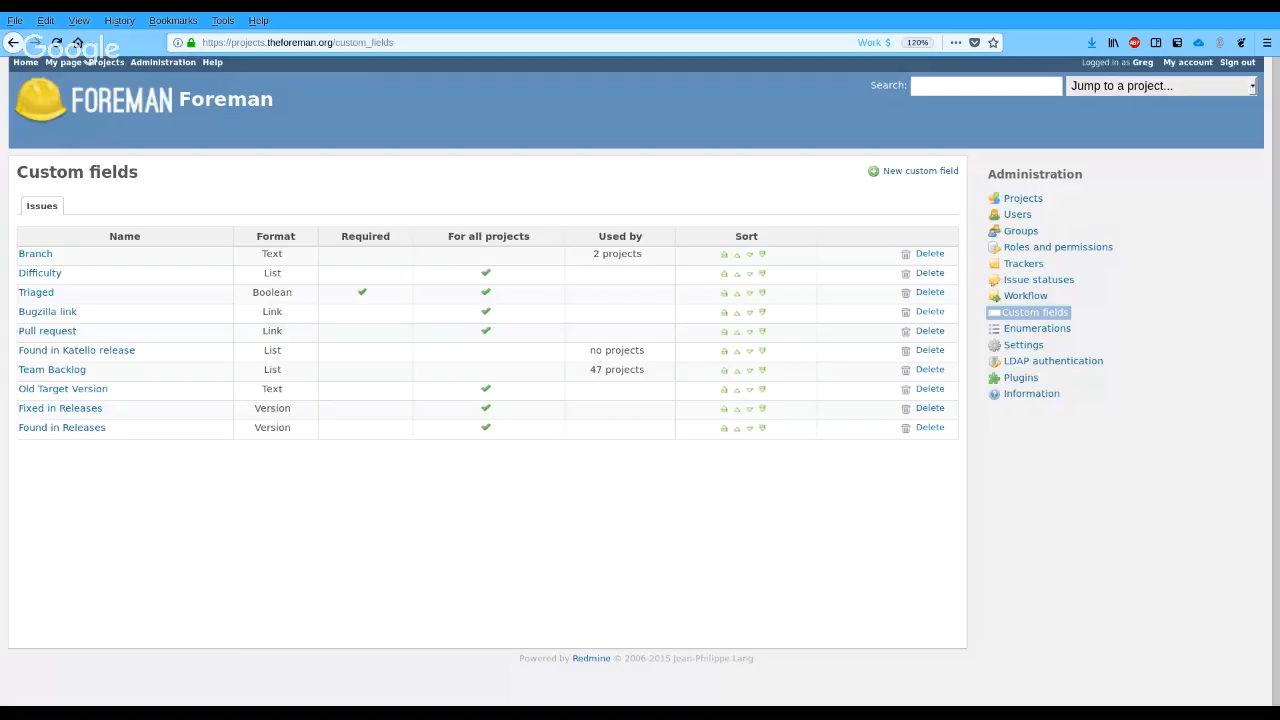 File Edit View History Bookmarks Tools Help
Google
https://projects.theforeman.org/custom_fields Work $ 120%
Home My page Projects Administration Help Logged in as Greg My account Sign out
FOREMAN Foreman Search: Jump to a project...
Custom fields New custom field
Issues
Name Format Required For all projects Used by Sort
Branch Text 2 projects Delete
Difficulty List Delete
Triaged Boolean Delete
Bugzilla link Link Delete
Pull request Link Delete
Found in Katello release List no projects Delete
Team Backlog List 47 projects Delete
Old Target Version Text Delete
Fixed in Releases Version Delete
Found in Releases Version Delete
Administration
Projects
Users
Groups
Roles and permissions
Trackers
Issue statuses
Workflow
Custom fields
Enumerations
Settings
LDAP authentication
Plugins
Information
Powered by Redmine © 2006-2015 Jean-Philippe Lang